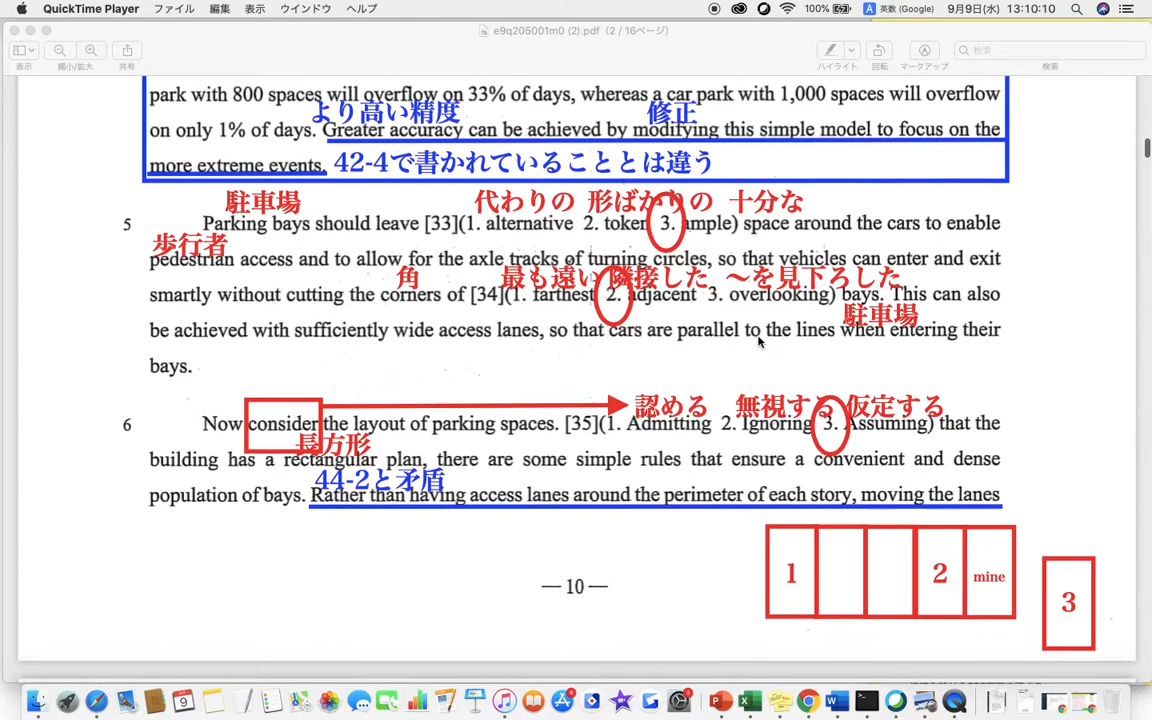 QuickTime Player ファイル 編集 表示 ウインドウ ヘルプ 100% A 英数 (Google) 9月9日(水) 13:10:10
e9q205001m0 (2).pdf (2 / 16ページ)
検索
表示 縮小/拡大 共有 ハイライト 回転 マークアップ 検索
park with 800 spaces will overflow on 33% of days, whereas a car park with 1,000 spaces will overflow
より高い精度 修正
on only 1% of days. Greater accuracy can be achieved by modifying this simple model to focus on the
more extreme events. 42-4で書かれていることとは違う
駐車場 代わりの 形ばかりの 十分な
5 Parking bays should leave [33](1. alternative 2. token 3. ample) space around the cars to enable
歩行者
pedestrian access and to allow for the axle tracks of turning circles, so that vehicles can enter and exit
角 最も遠い 隣接した 〜を見下ろした
smartly without cutting the corners of [34](1. farthest 2. adjacent 3. overlooking) bays. This can also
駐車場
be achieved with sufficiently wide access lanes, so that cars are parallel to the lines when entering their
bays.
認める 無視する 仮定する
6 Now consider the layout of parking spaces. [35](1. Admitting 2. Ignoring 3. Assuming) that the
長方形
building has a rectangular plan, there are some simple rules that ensure a convenient and dense
44-2と矛盾
population of bays. Rather than having access lanes around the perimeter of each story, moving the lanes
1 2 mine
3
— 10 —